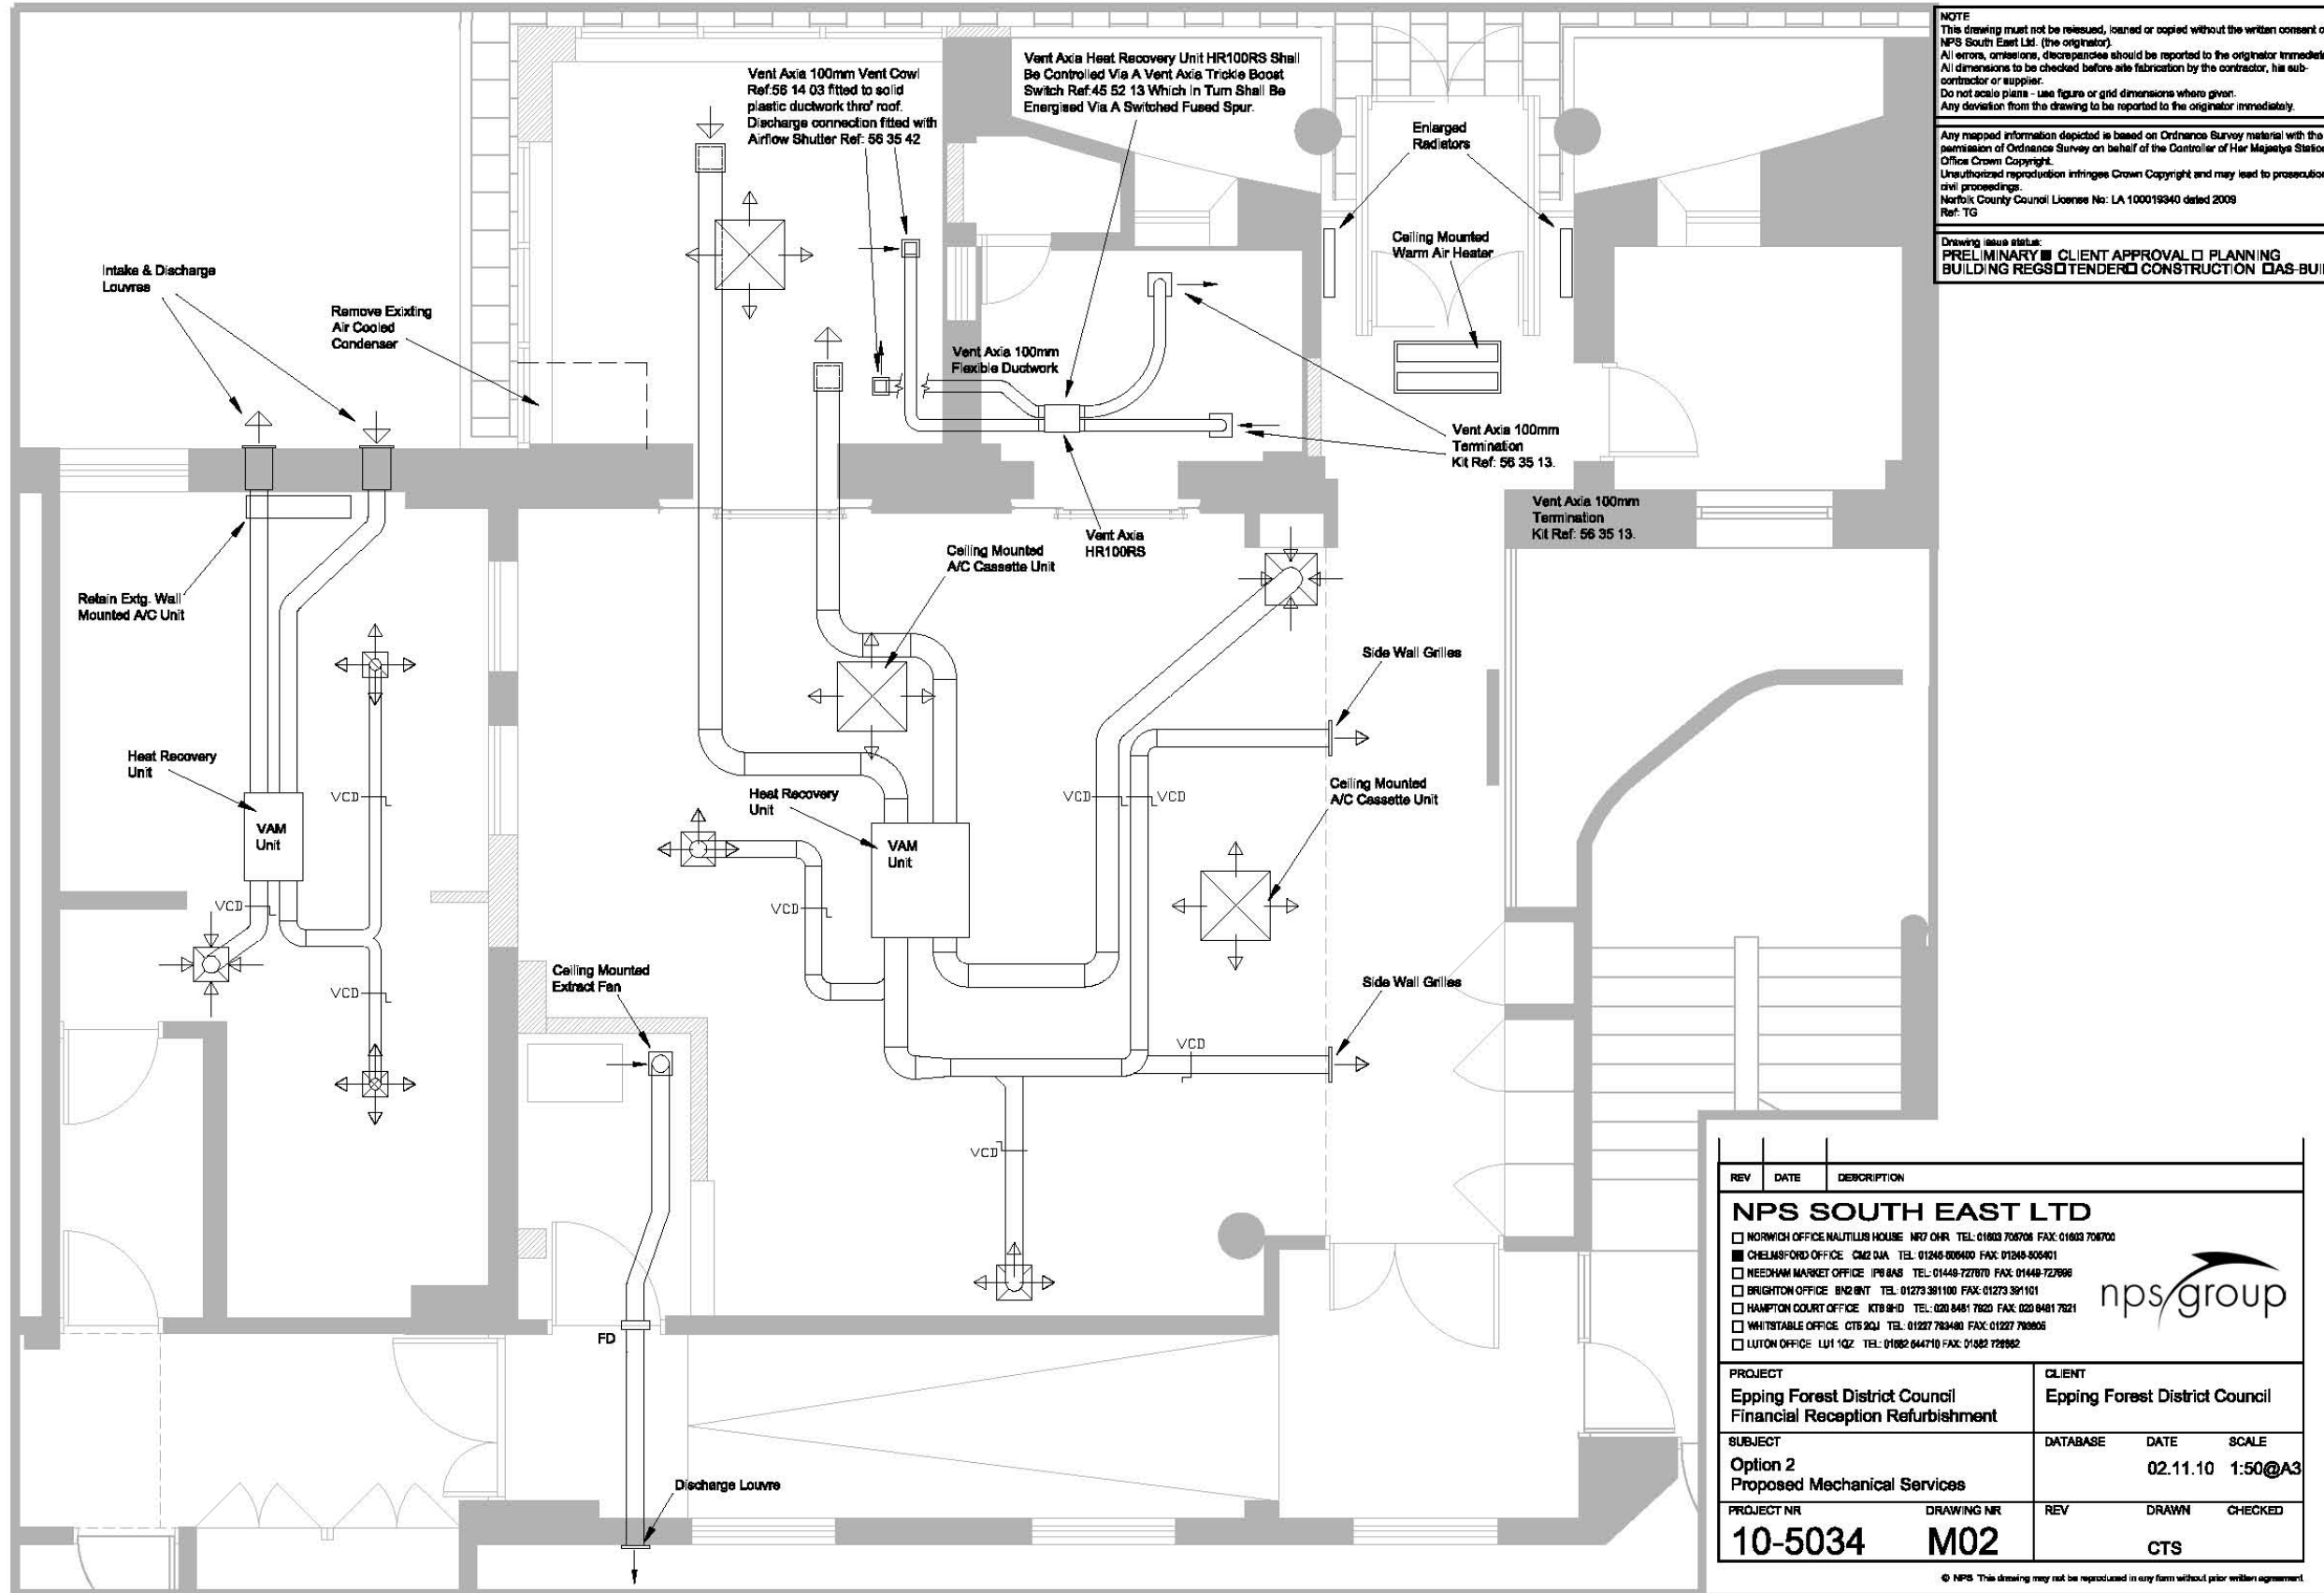 NOTE
This drawing must not be reissued, loaned or copied without the written consent o
NPS South East Ltd. (the originator).
All errors, omissions, discrepancies should be reported to the originator immediate
All dimensions to be checked before site fabrication by the contractor, his sub-
contractor or supplier.
Do not scale plans - use figure or grid dimensions where given.
Any deviation from the drawing to be reported to the originator immediately.
Any mapped information depicted is based on Ordnance Survey material with the
permission of Ordnance Survey on behalf of the Controller of Her Majestys Station
Office Crown Copyright.
Unauthorized reproduction infringes Crown Copyright and may lead to prosecution
civil proceedings.
Norfolk County Council License No: LA 100019340 dated 2009
Ref: TG
Drawing issue status:
PRELIMINARY CLIENT APPROVAL PLANNING
BUILDING REGS TENDER CONSTRUCTION AS-BUI
Vent Axia 100mm Vent Cowl
Ref:56 14 03 fitted to solid
plastic ductwork thro' roof.
Discharge connection fitted with
Airflow Shutter Ref: 56 35 42
Vent Axia Heat Recovery Unit HR100RS Shall
Be Controlled Via A Vent Axia Trickle Boost
Switch Ref:45 52 13 Which In Turn Shall Be
Energised Via A Switched Fused Spur.
Enlarged
Radiators
Ceiling Mounted
Warm Air Heater
Intake & Discharge
Louvres
Remove Exixting
Air Cooled
Condenser
Vent Axia 100mm
Flexible Ductwork
Vent Axia 100mm
Termination
Kit Ref: 56 35 13.
Vent Axia 100mm
Termination
Kit Ref: 56 35 13.
Vent Axia
HR100RS
Ceiling Mounted
A/C Cassette Unit
Retain Extg. Wall
Mounted A/C Unit
Side Wall Grilles
Heat Recovery
Unit
VCD
VAM
Unit
Heat Recovery
Unit
VCD
VCD
Ceiling Mounted
A/C Cassette Unit
VAM
Unit
VCD
VCD
Ceiling Mounted
Extract Fan
VCD
Side Wall Grilles
VCD
VCD
FD
Discharge Louvre
REV DATE DESCRIPTION
NPS SOUTH EAST LTD
NORWICH OFFICE NAUTILUS HOUSE NR7 OHR TEL: 01603 706706 FAX: 01603 706700
CHELMSFORD OFFICE CM2 0JA TEL: 01245-506400 FAX: 01245-506401
NEEDHAM MARKET OFFICE IP6 8AS TEL: 01449-727870 FAX: 01449-727896
BRIGHTON OFFICE BN2 6NT TEL: 01273 391100 FAX: 01273 391101
HAMPTON COURT OFFICE KT8 9HD TEL: 020 8481 7920 FAX: 020 8481 7921
WHITSTABLE OFFICE CT5 2QJ TEL: 01227 793480 FAX: 01227
LUTON OFFICE LU1 1QZ TEL: 01582 644710 FAX: 01582
nps group
PROJECT
Epping Forest District Council
Financial Reception Refurbishment
CLIENT
Epping Forest District Council
SUBJECT
Option 2
Proposed Mechanical Services
DATABASE DATE SCALE
02.11.10 1:50@A3
PROJECT NR DRAWING NR REV DRAWN CHECKED
10-5034 M02 CTS
© NPS This drawing may not be reproduced in any form without prior written agreement